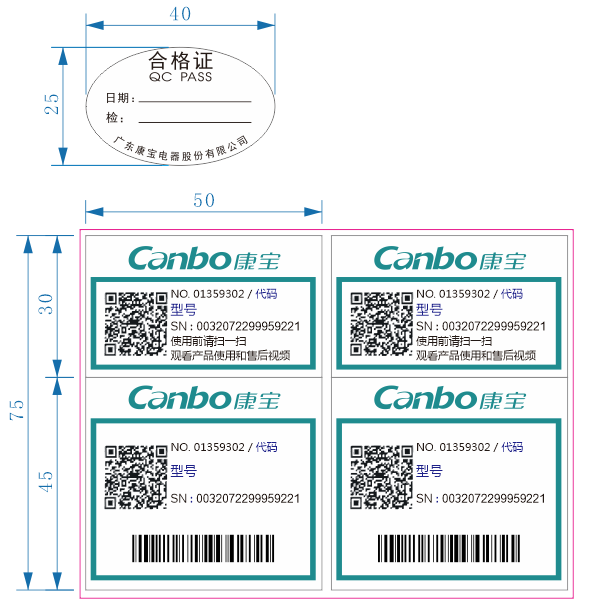 40
25
合格证
QC PASS
日期：
检：
广东康宝电器股份有限公司
50
30
75
45
Canbo康宝
NO. 01359302 / 代码
型号
SN : 0032072299959221
使用前请扫一扫
观看产品使用和售后视频
Canbo康宝
NO. 01359302 / 代码
型号
SN : 0032072299959221
使用前请扫一扫
观看产品使用和售后视频
Canbo康宝
NO. 01359302 / 代码
型号
SN : 0032072299959221
Canbo康宝
NO. 01359302 / 代码
型号
SN : 0032072299959221